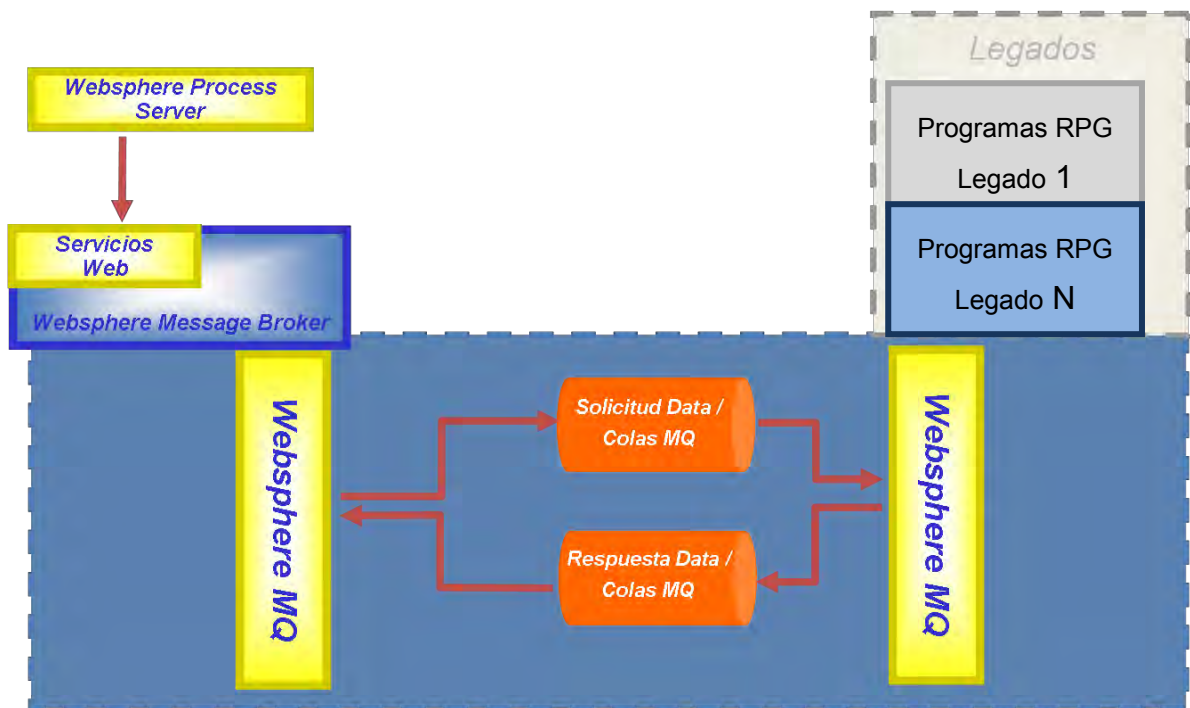 Legados
Websphere Process
Server
Programas RPG
Legado 1
Servicios
Web
Programas RPG
Legado N
Websphere Message Broker
Websphere MQ
Solicitud Data /
Colas MQ
Respuesta Data /
Colas MQ
Websphere MQ